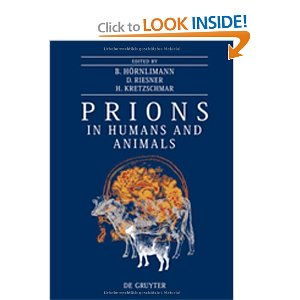 Click to
LOOK INSIDE!
EDITED BY
B. HÖRNLIMANN
D. RIESNER
H. KRETZSCHMAR
PRIONS
IN HUMANS AND
ANIMALS
DE GRUYTER